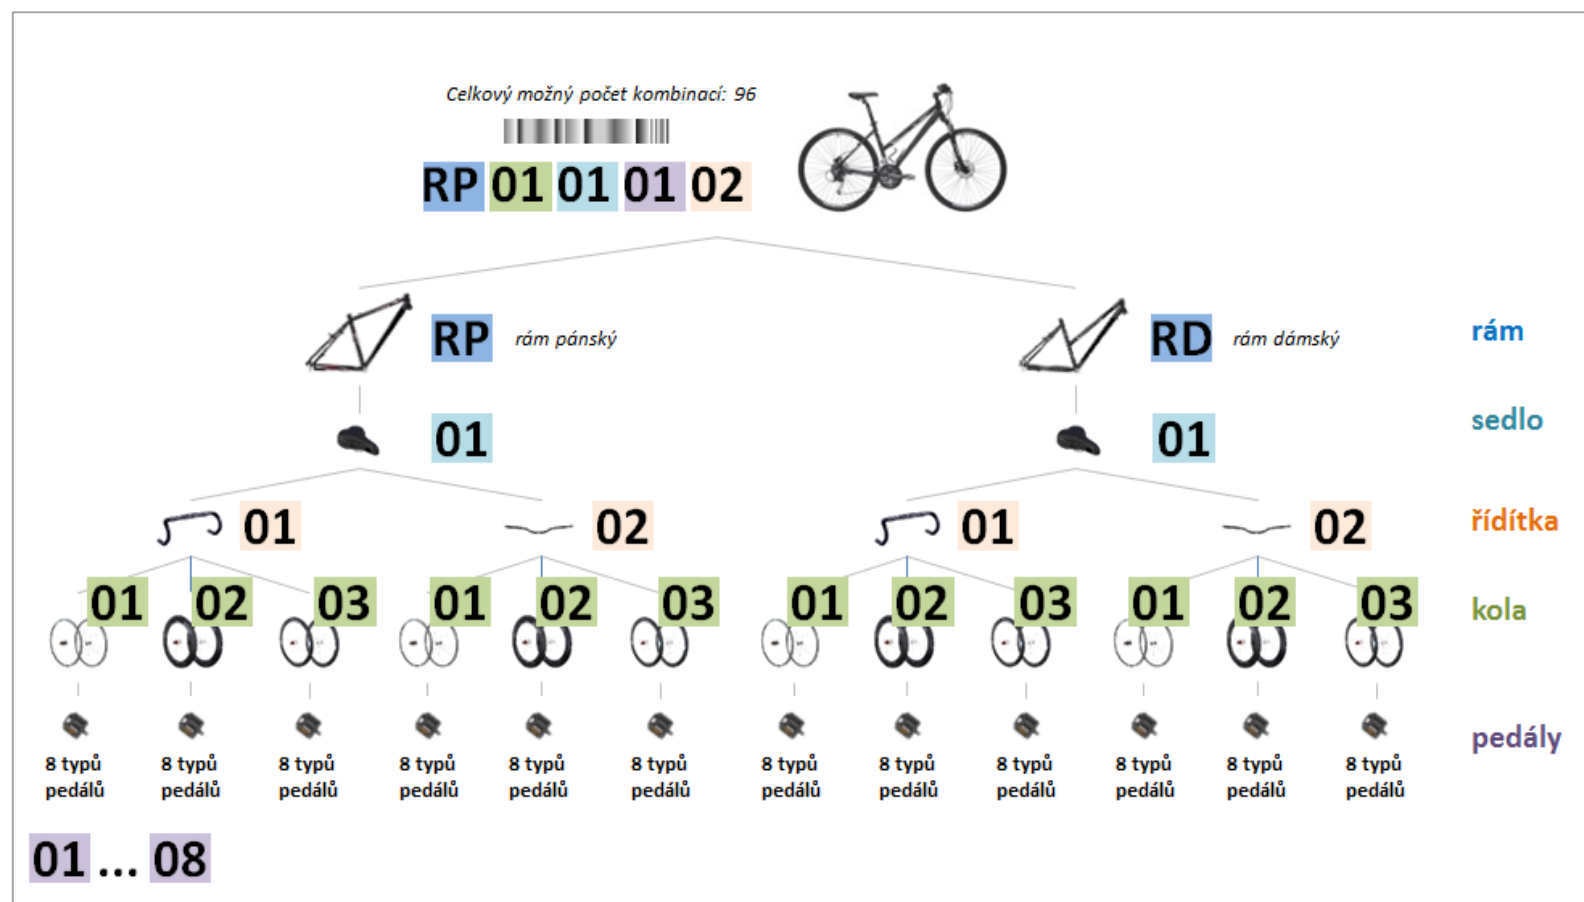 Celkový možný počet kombinací: 96
RP 01 01 01 02
RP rám pánský RD rám dámský rám
01 01 sedlo
01 02 01 02 řídítka
01 02 03 01 02 03 01 02 03 01 02 03 kola
pedály
8 typů 8 typů 8 typů 8 typů 8 typů 8 typů 8 typů 8 typů 8 typů 8 typů 8 typů 8 typů
pedálů pedálů pedálů pedálů pedálů pedálů pedálů pedálů pedálů pedálů pedálů pedálů
01 ... 08